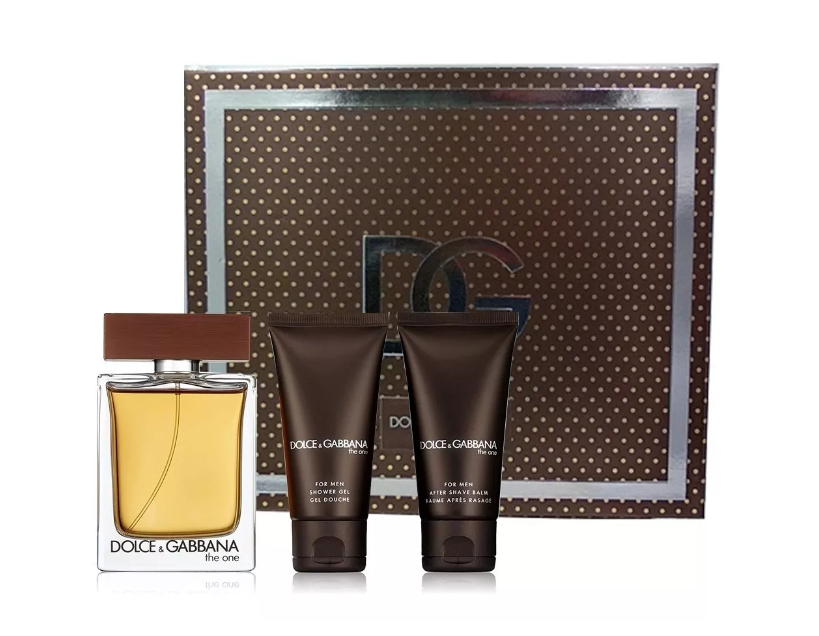 DG
DOLCE & GABBANA
the one
DOLCE & GABBANA
the one
FOR MEN
SHOWER GEL
GEL DOUCHE
DOLCE & GABBANA
the one
FOR MEN
AFTER SHAVE BALM
BAUME APRÈS RASAGE